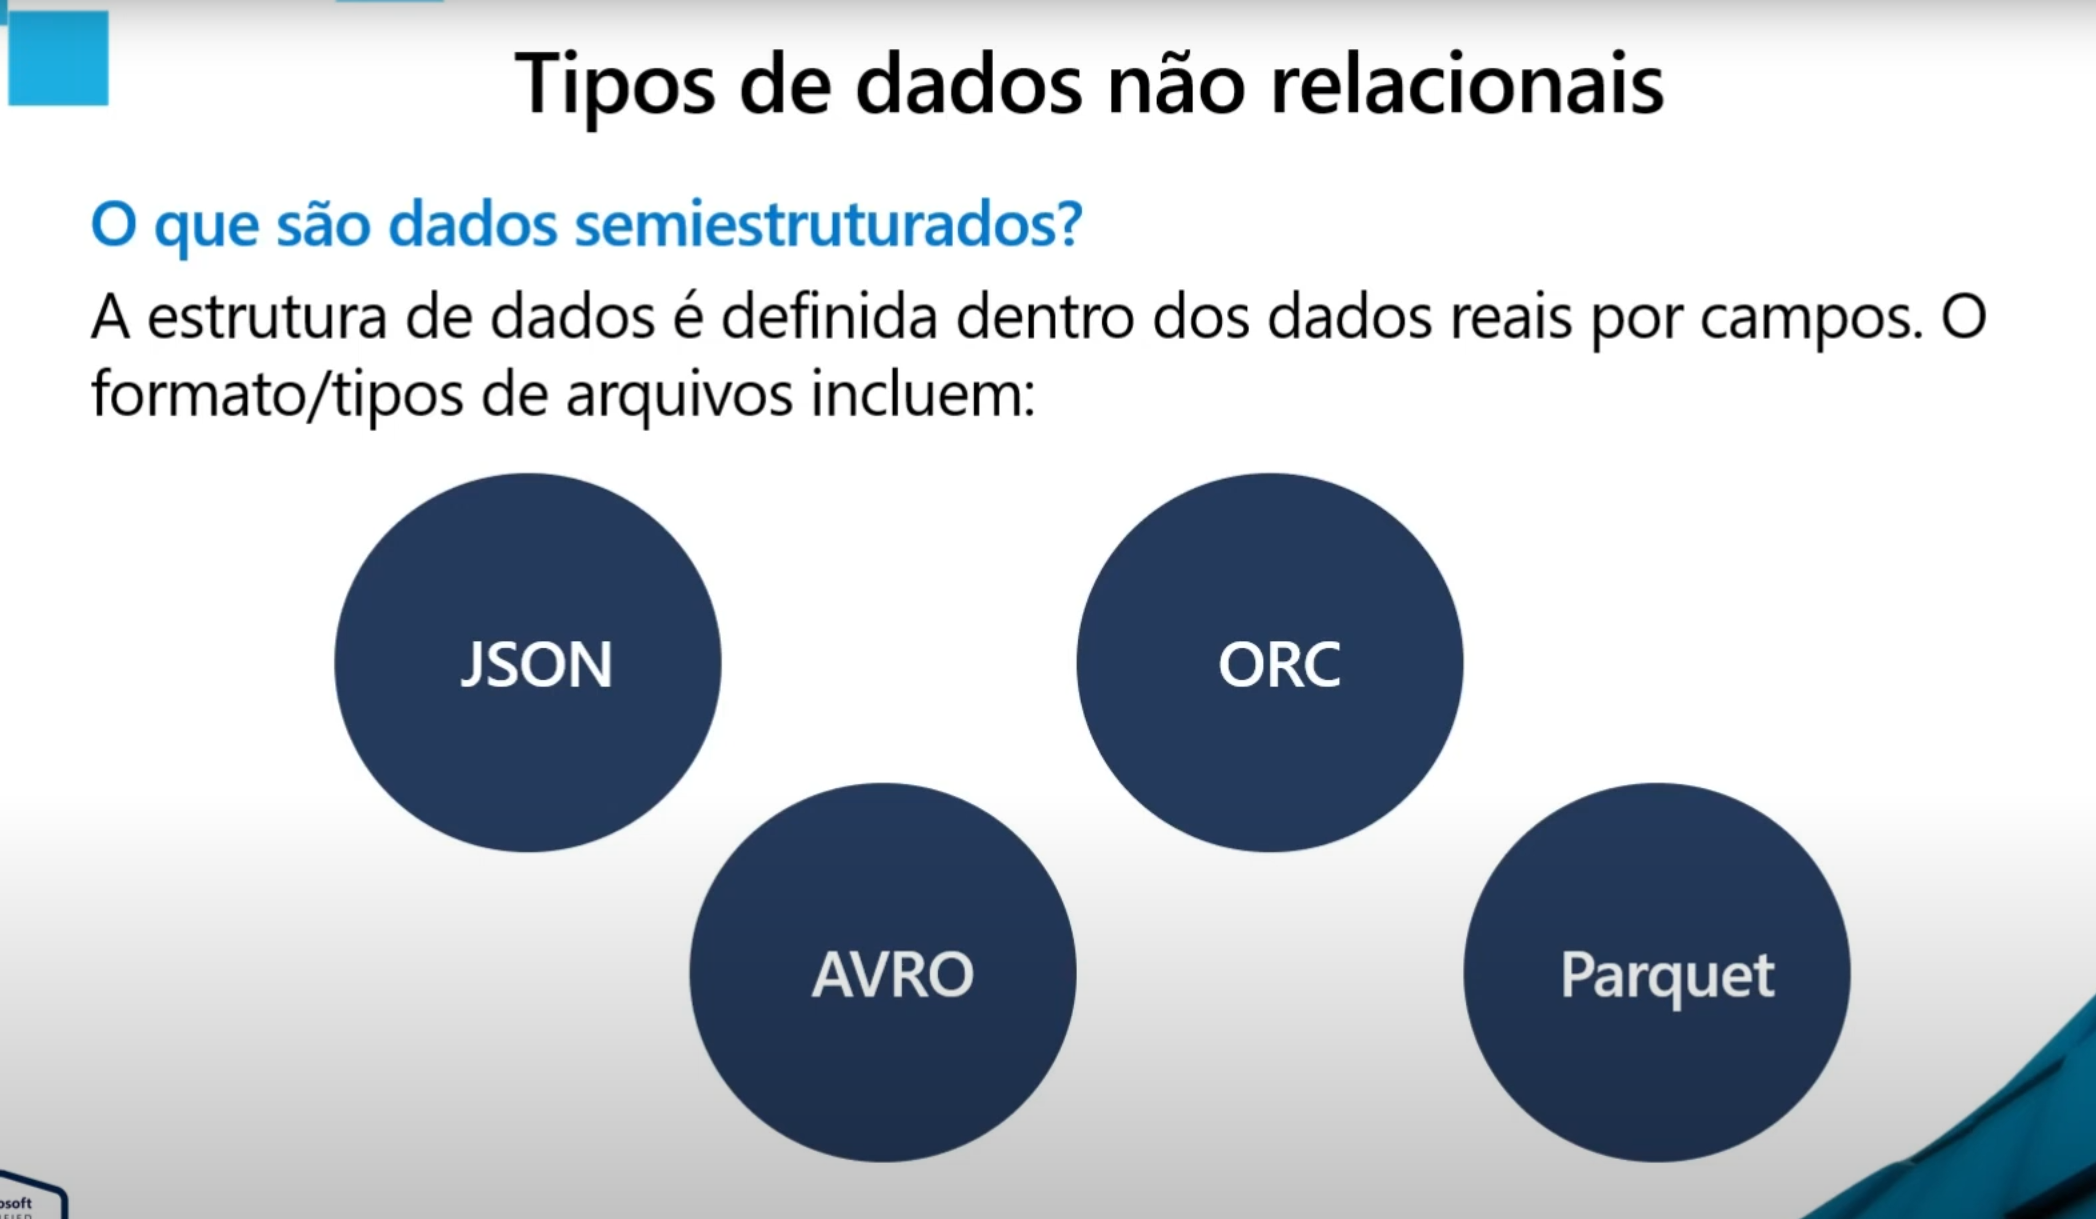 Tipos de dados não relacionais
O que são dados semiestruturados?
A estrutura de dados é definida dentro dos dados reais por campos. O
formato/tipos de arquivos incluem:
JSON
ORC
AVRO
Parquet